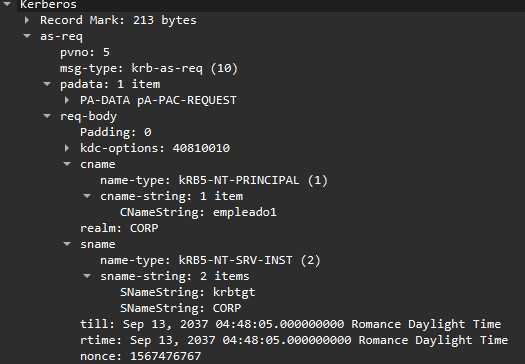 Kerberos
Record Mark: 213 bytes
as-req
pvno: 5
msg-type: krb-as-req (10)
padata: 1 item
PA-DATA pA-PAC-REQUEST
req-body
Padding: 0
kdc-options: 40810010
cname
name-type: kRB5-NT-PRINCIPAL (1)
cname-string: 1 item
CNameString: empleado1
realm: CORP
sname
name-type: kRB5-NT-SRV-INST (2)
sname-string: 2 items
SNameString: krbtgt
SNameString: CORP
till: Sep 13, 2037 04:48:05.000000000 Romance Daylight Time
rtime: Sep 13, 2037 04:48:05.000000000 Romance Daylight Time
nonce: 1567476767